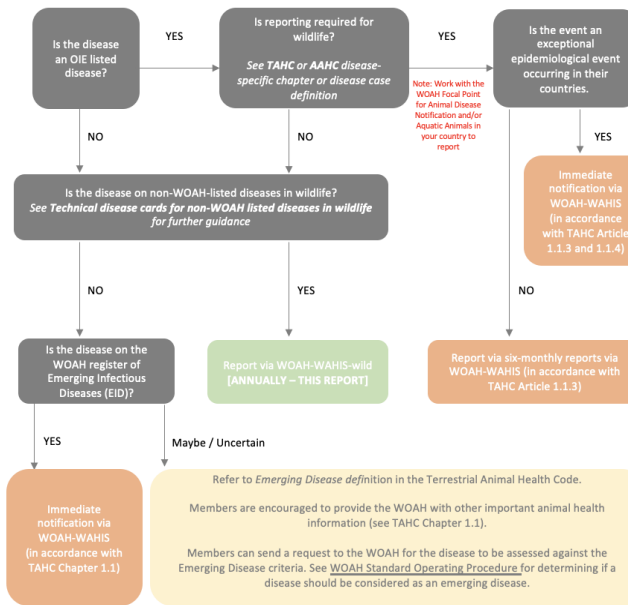 Is the disease
an OIE listed
disease?
YES
Is reporting required for
wildlife?
See TAHC or AAHC disease-
specific chapter or disease case
definition
YES
Note: Work with the
WOAH Focal Point
for Animal Disease
Notification and/or
Aquatic Animals in
your country to
report
Is the event an
exceptional
epidemiological event
occurring in their
countries.
NO
NO
YES
Immediate
notification via
WOAH-WAHIS
(in accordance
with TAHC Article
1.1.3 and 1.1.4)
Is the disease on non-WOAH-listed diseases in wildlife?
See Technical disease cards for non-WOAH listed diseases in wildlife
for further guidance
NO
YES
NO
Is the disease on the
WOAH register of
Emerging Infectious
Diseases (EID)?
Report via WOAH-WAHIS-wild
[ANNUALLY – THIS REPORT]
Report via six-monthly reports via
WOAH-WAHIS (in accordance with
TAHC Article 1.1.3)
YES
Maybe / Uncertain
Immediate
notification via
WOAH-WAHIS
(in accordance with
TAHC Chapter 1.1)
Refer to Emerging Disease definition in the Terrestrial Animal Health Code.
Members are encouraged to provide the WOAH with other important animal health
information (see TAHC Chapter 1.1).
Members can send a request to the WOAH for the disease to be assessed against the
Emerging Disease criteria. See WOAH Standard Operating Procedure for determining if a
disease should be considered as an emerging disease.